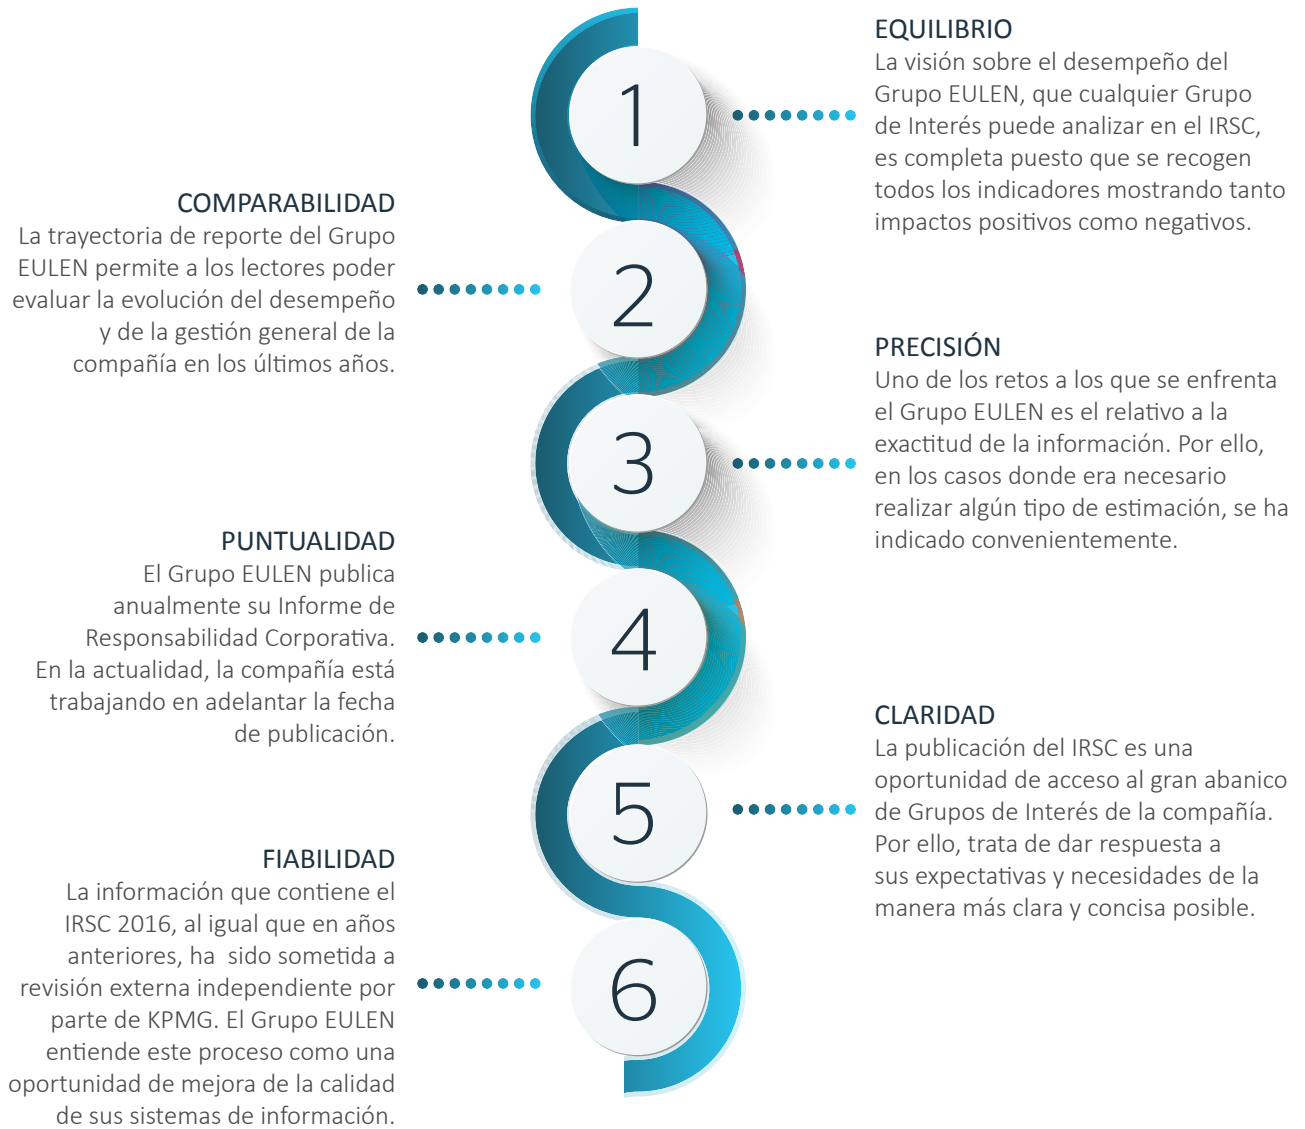 1
EQUILIBRIO
La visión sobre el desempeño del
Grupo EULEN, que cualquier Grupo
de Interés puede analizar en el IRSC,
es completa puesto que se recogen
todos los indicadores mostrando tanto
impactos positivos como negativos.
2
COMPARABILIDAD
La trayectoria de reporte del Grupo
EULEN permite a los lectores poder
evaluar la evolución del desempeño
y de la gestión general de la
compañía en los últimos años.
3
PRECISIÓN
Uno de los retos a los que se enfrenta
el Grupo EULEN es el relativo a la
exactitud de la información. Por ello,
en los casos donde era necesario
realizar algún tipo de estimación, se ha
indicado convenientemente.
4
PUNTUALIDAD
El Grupo EULEN publica
anualmente su Informe de
Responsabilidad Corporativa.
En la actualidad, la compañía está
trabajando en adelantar la fecha
de publicación.
5
CLARIDAD
La publicación del IRSC es una
oportunidad de acceso al gran abanico
de Grupos de Interés de la compañía.
Por ello, trata de dar respuesta a
sus expectativas y necesidades de la
manera más clara y concisa posible.
6
FIABILIDAD
La información que contiene el
IRSC 2016, al igual que en años
anteriores, ha  sido sometida a
revisión externa independiente por
parte de KPMG. El Grupo EULEN
entiende este proceso como una
oportunidad de mejora de la calidad
de sus sistemas de información.